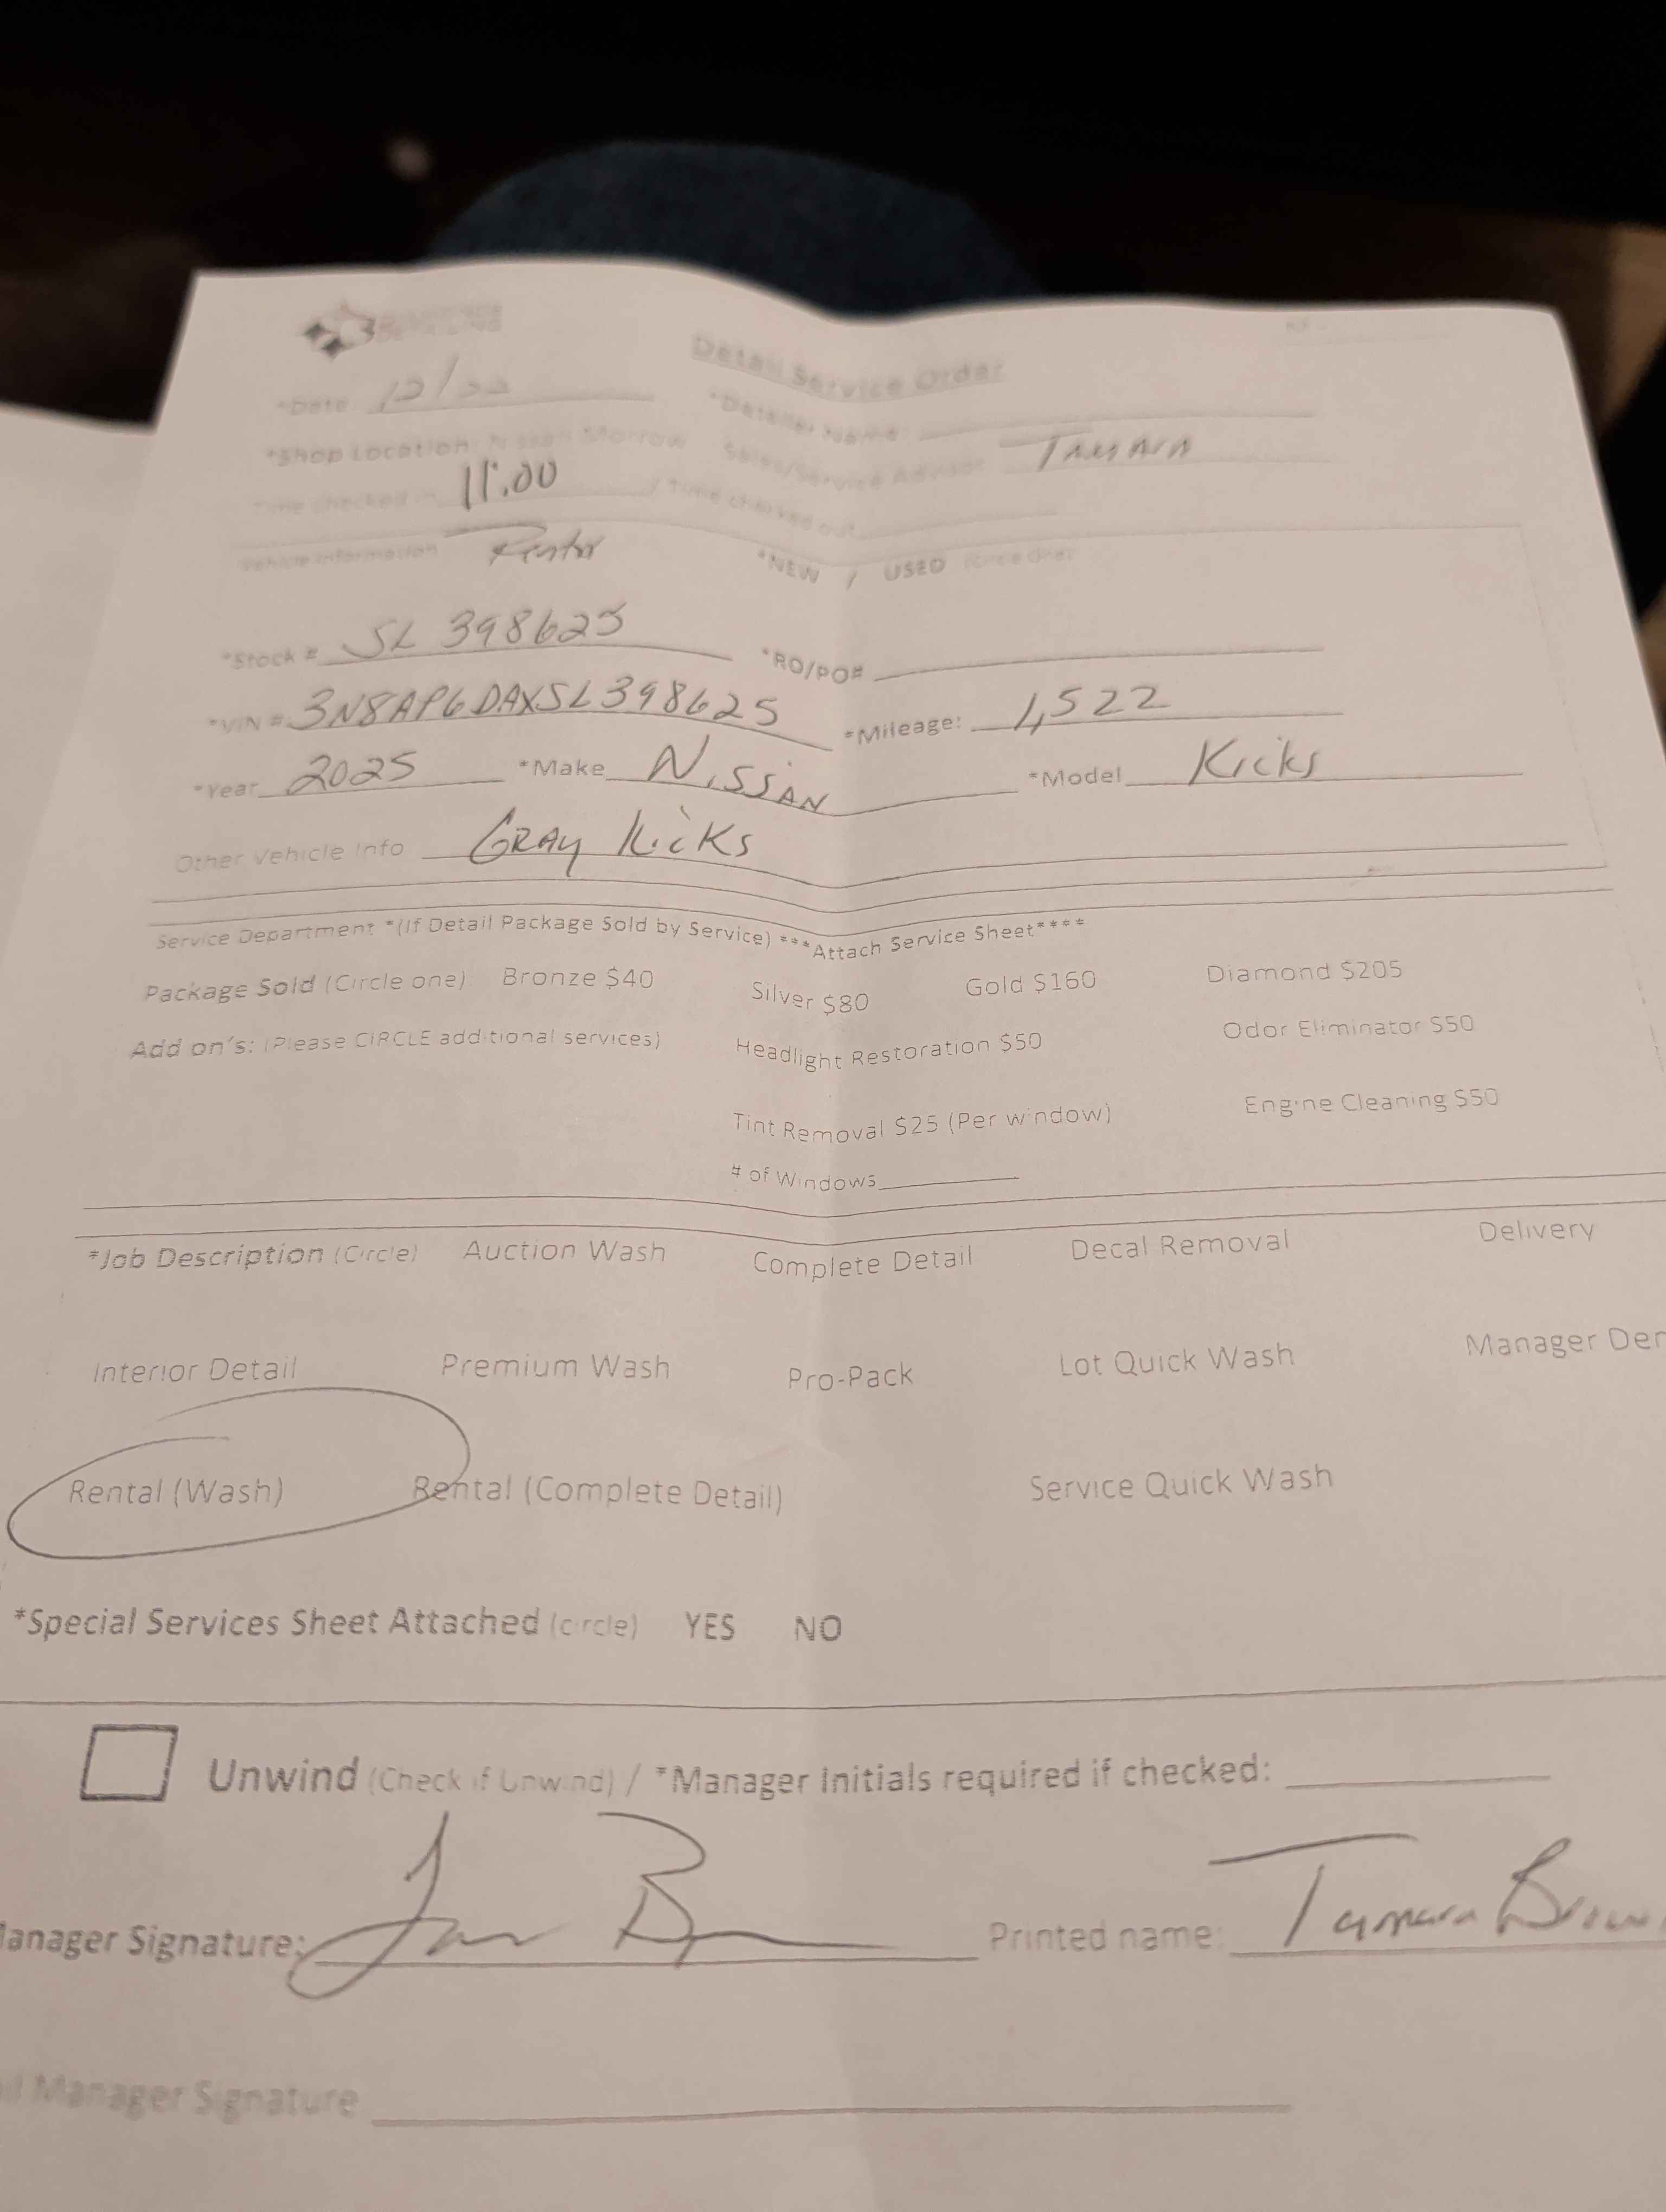 Detail Service Order
*Date 12/22 *Detailer Name:
*Shop Location: Nissan Morrow Sales/Service Advisor TAMARA
Time checked in 11:00 / Time checked out
Vehicle Information Rental *NEW / USED (Circle One)
*Stock # SL 398625 *RO/PO#
*VIN #: 3N8AP6DAXSL398625 *Mileage: 1,522
*Year 2025 *Make NISSAN *Model Kicks
Other Vehicle Info GRAY KicKS
Service Department *(If Detail Package Sold by Service) ***Attach Service Sheet****
Package Sold (Circle one) Bronze $40 Silver $80 Gold $160 Diamond $205
Add on's: (Please CIRCLE additional services) Headlight Restoration $50 Odor Eliminator $50
Tint Removal $25 (Per window) Engine Cleaning $50
# of Windows
*Job Description (Circle) Auction Wash Complete Detail Decal Removal Delivery
Interior Detail Premium Wash Pro-Pack Lot Quick Wash Manager Der
Rental (Wash) Rental (Complete Detail) Service Quick Wash
*Special Services Sheet Attached (circle) YES NO
Unwind (Check if Unwind) / *Manager Initials required if checked:
Manager Signature: Printed name: Tamara Brow
Manager Signature